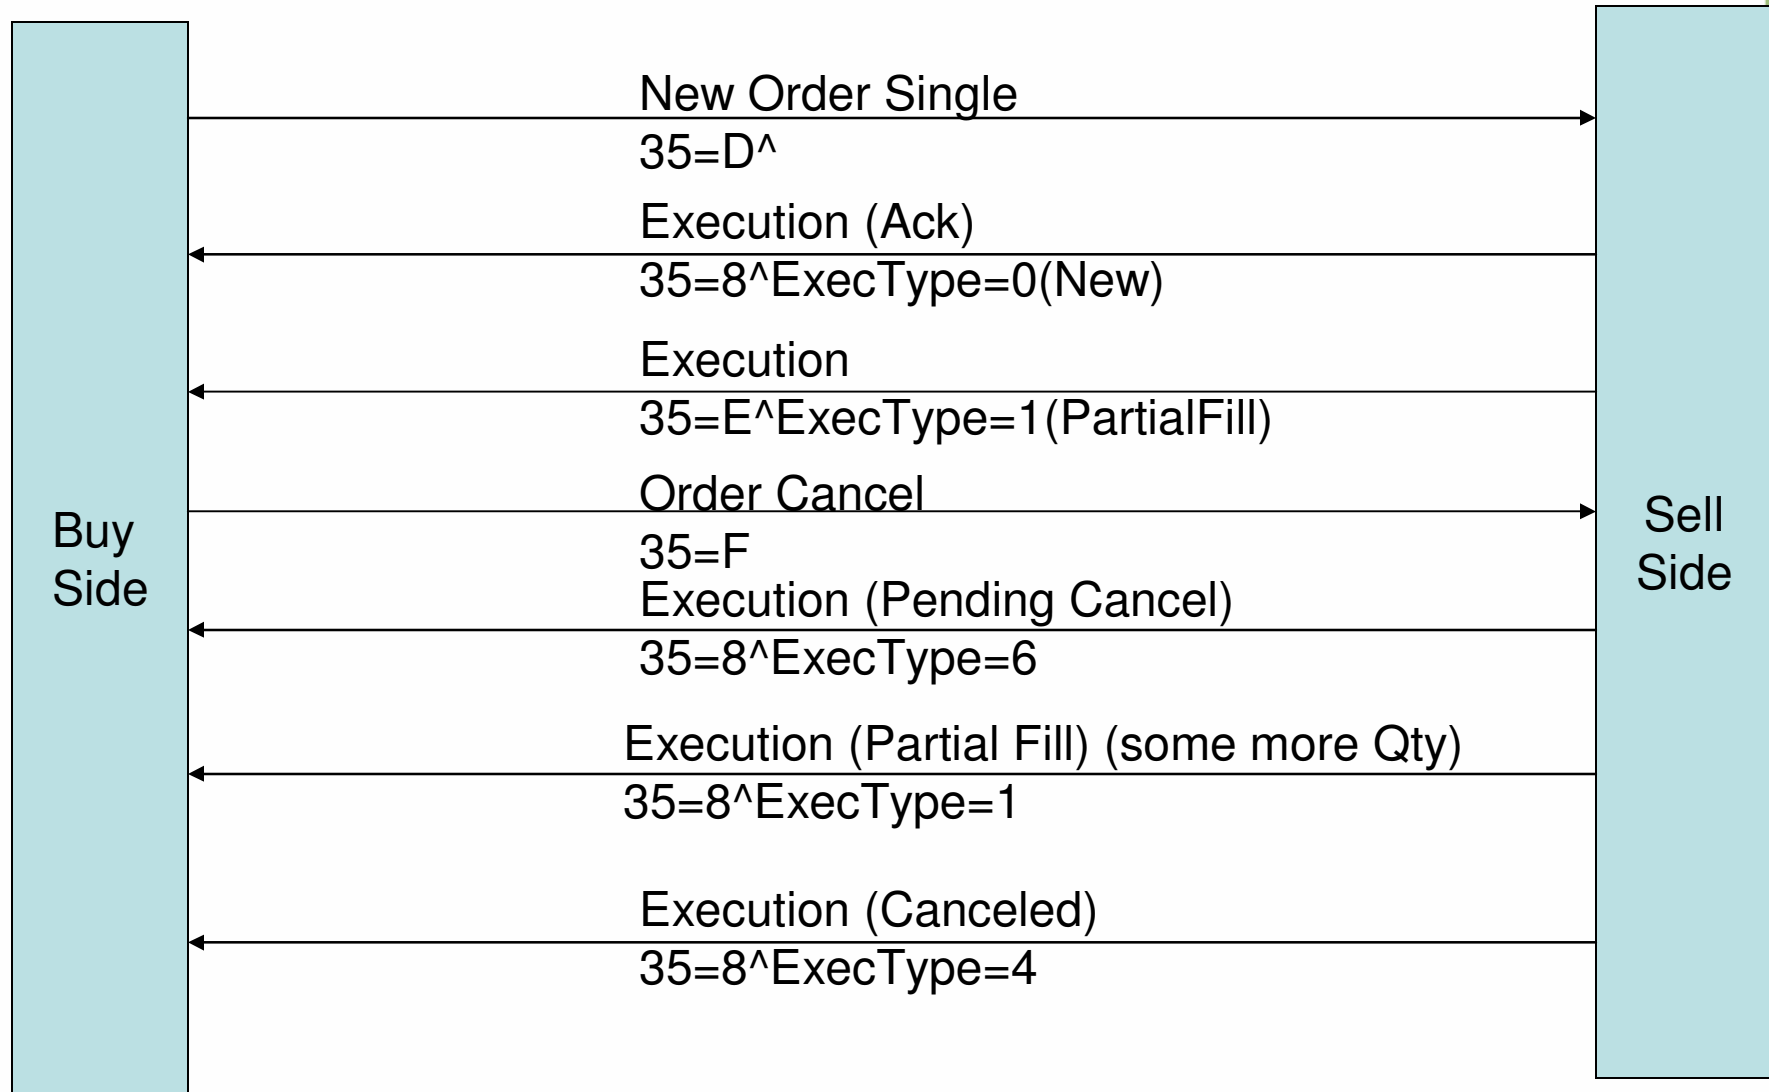 New Order Single
35=D^
Execution (Ack)
35=8^ExecType=0(New)
Execution
35=E^ExecType=1(PartialFill)
Order Cancel
35=F
Buy
Side
Sell
Side
Execution (Pending Cancel)
35=8^ExecType=6
Execution (Partial Fill) (some more Qty)
35=8^ExecType=1
Execution (Canceled)
35=8^ExecType=4